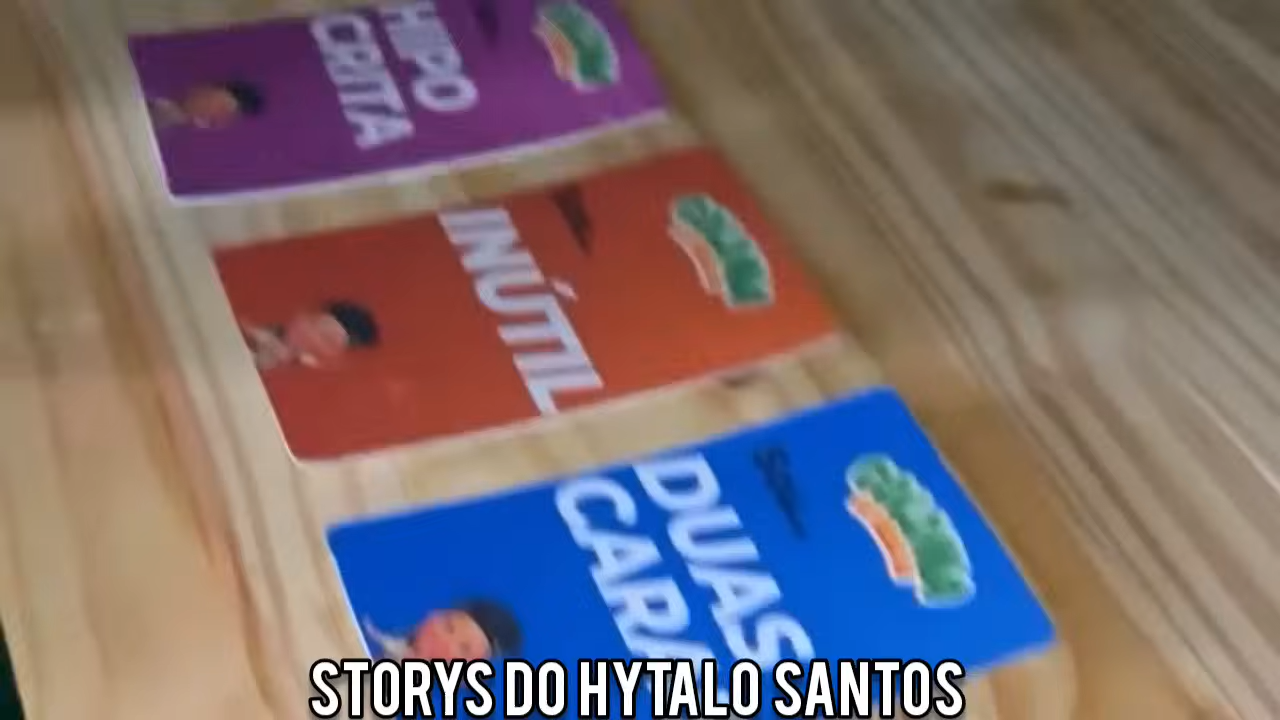 HIPO
CRITA
INÚTIL
DUAS
CARA
STORYS DO HYTALO SANTOS